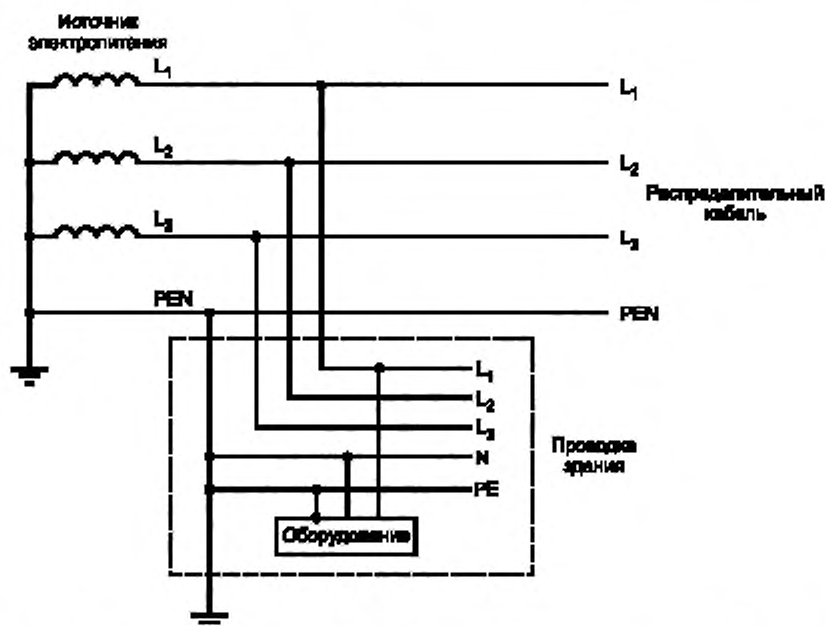 Источник
электропитания
L₁
L₁
L₂
L₂
Распределительный
кабель
L₃
L₃
PEN
PEN
L₁
L₂
L₃
Проводка
здания
N
PE
Оборудование